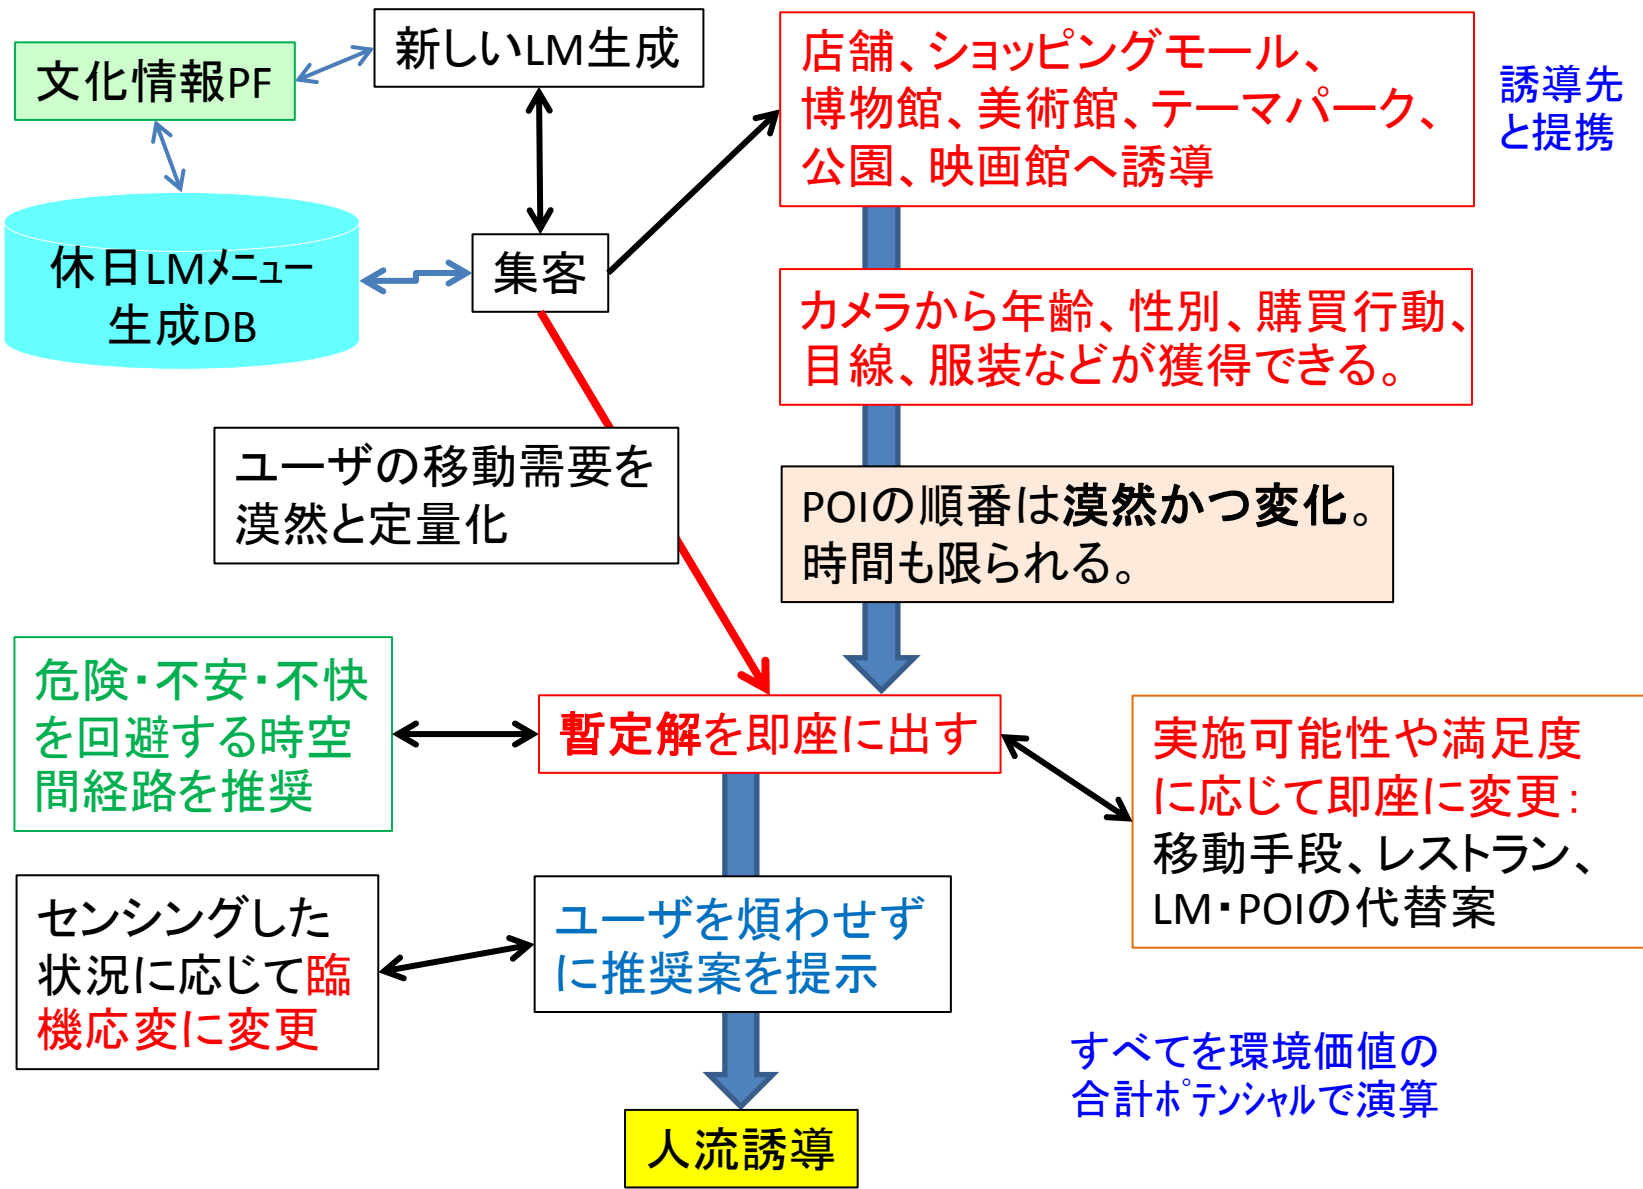 文化情報PF
新しいLM生成
店舗、ショッピングモール、
博物館、美術館、テーマパーク、
公園、映画館へ誘導
誘導先
と提携
休日LMメニュー
生成DB
集客
カメラから年齢、性別、購買行動、
目線、服装などが獲得できる。
ユーザの移動需要を
漠然と定量化
POIの順番は漠然かつ変化。
時間も限られる。
危険・不安・不快
を回避する時空
間経路を推奨
暫定解を即座に出す
実施可能性や満足度
に応じて即座に変更:
移動手段、レストラン、
LM・POIの代替案
センシングした
状況に応じて臨
機応変に変更
ユーザを煩わせず
に推奨案を提示
すべてを環境価値の
合計ポテンシャルで演算
人流誘導